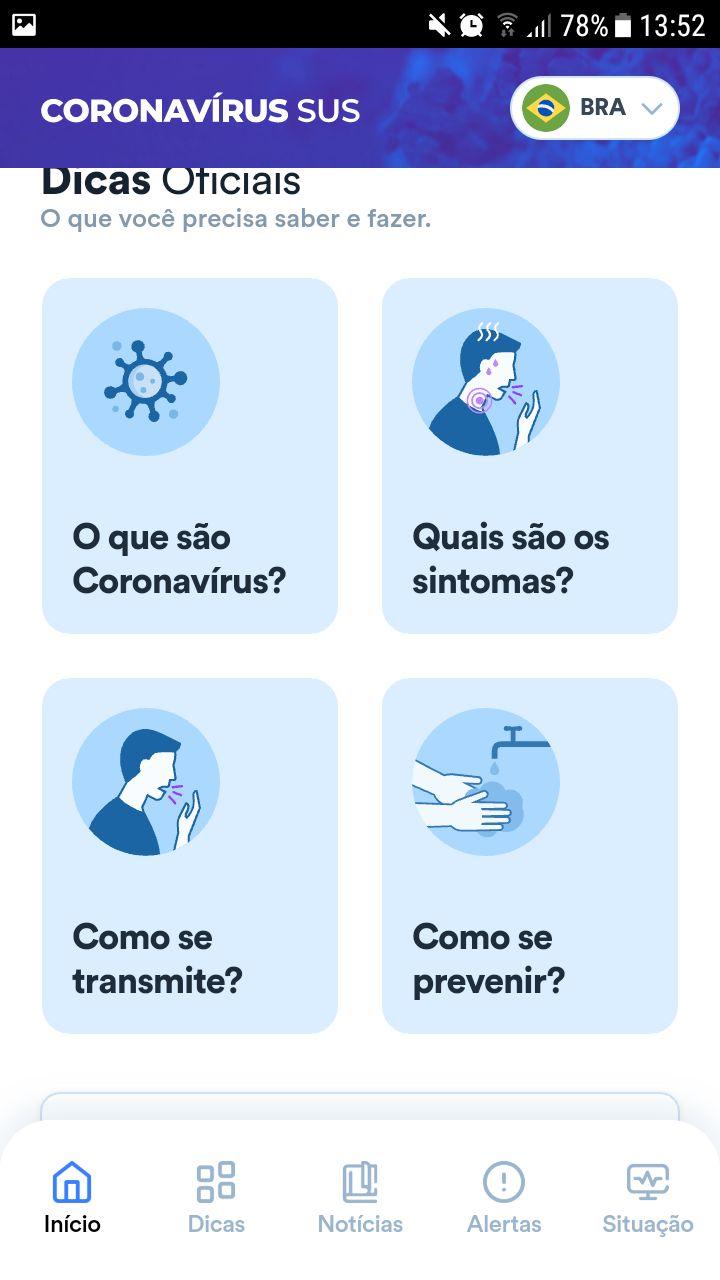 78% 13:52
CORONAVÍRUS SUS
BRA
Dicas Oficiais
O que você precisa saber e fazer.
O que são
Coronavírus?
Quais são os
sintomas?
Como se
transmite?
Como se
prevenir?
Início
Dicas
Notícias
Alertas
Situação